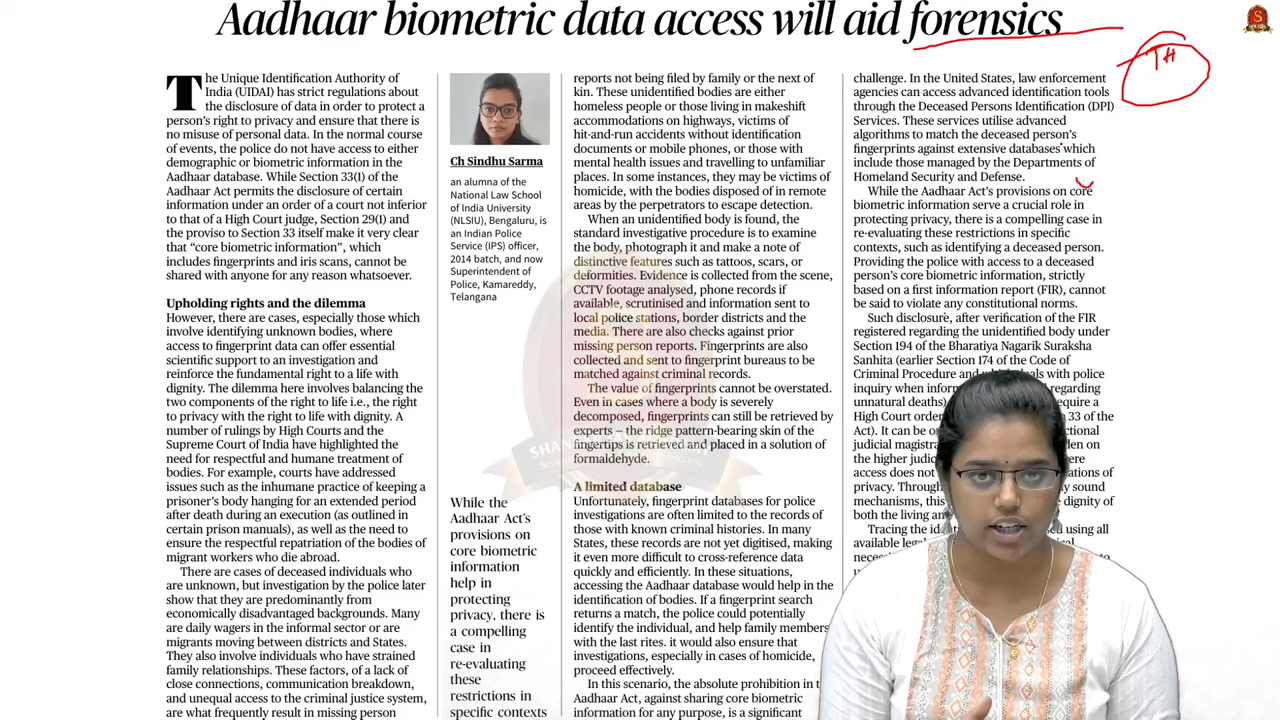 Aadhaar biometric data access will aid forensics
TH
The Unique Identification Authority of
India (UIDAI) has strict regulations about
the disclosure of data in order to protect a
person's right to privacy and ensure that there is
no misuse of personal data. In the normal course
of events, the police do not have access to either
demographic or biometric information in the
Aadhaar database. While Section 33(1) of the
Aadhaar Act permits the disclosure of certain
information under an order of a court not inferior
to that of a High Court judge, Section 29(1) and
the proviso to Section 33 itself make it very clear
that “core biometric information”, which
includes fingerprints and iris scans, cannot be
shared with anyone for any reason whatsoever.
Upholding rights and the dilemma
However, there are cases, especially those which
involve identifying unknown bodies, where
access to fingerprint data can offer essential
scientific support to an investigation and
reinforce the fundamental right to a life with
dignity. The dilemma here involves balancing the
two components of the right to life i.e., the right
to privacy with the right to life with dignity. A
number of rulings by High Courts and the
Supreme Court of India have highlighted the
need for respectful and humane treatment of
bodies. For example, courts have addressed
issues such as the inhumane practice of keeping a
prisoner's body hanging for an extended period
after death during an execution (as outlined in
certain prison manuals), as well as the need to
ensure the respectful repatriation of the bodies of
migrant workers who die abroad.
There are cases of deceased individuals who
are unknown, but investigation by the police later
show that they are predominantly from
economically disadvantaged backgrounds. Many
are daily wagers in the informal sector or are
migrants moving between districts and States.
They also involve individuals who have strained
family relationships. These factors, of a lack of
close connections, communication breakdown,
and unequal access to the criminal justice system,
are what frequently result in missing person
Ch Sindhu Sarma
an alumna of the
National Law School
of India University
(NLSIU), Bengaluru, is
an Indian Police
Service (IPS) officer,
2014 batch, and now
Superintendent of
Police, Kamareddy,
Telangana
While the
Aadhaar Act's
provisions on
core biometric
information
help in
protecting
privacy, there is
a compelling
case in
re-evaluating
these
restrictions in
specific contexts
reports not being filed by family or the next of
kin. These unidentified bodies are either
homeless people or those living in makeshift
accommodations on highways, victims of
hit-and-run accidents without identification
documents or mobile phones, or those with
mental health issues and travelling to unfamiliar
places. In some instances, they may be victims of
homicide, with the bodies disposed of in remote
areas by the perpetrators to escape detection.
When an unidentified body is found, the
standard investigative procedure is to examine
the body, photograph it and make a note of
distinctive features such as tattoos, scars, or
deformities. Evidence is collected from the scene,
CCTV footage analysed, phone records if
available, scrutinised and information sent to
local police stations, border districts and the
media. There are also checks against prior
missing person reports. Fingerprints are also
collected and sent to fingerprint bureaus to be
matched against criminal records.
The value of fingerprints cannot be overstated.
Even in cases where a body is severely
decomposed, fingerprints can still be retrieved by
experts – the ridge pattern-bearing skin of the
fingertips is retrieved and placed in a solution of
formaldehyde.
A limited database
Unfortunately, fingerprint databases for police
investigations are often limited to the records of
those with known criminal histories. In many
States, these records are not yet digitised, making
it even more difficult to cross-reference data
quickly and efficiently. In these situations,
accessing the Aadhaar database would help in the
identification of bodies. If a fingerprint search
returns a match, the police could potentially
identify the individual, and help family members
with the last rites. it would also ensure that
investigations, especially in cases of homicide,
proceed effectively.
In this scenario, the absolute prohibition in
Aadhaar Act, against sharing core biometric
information for any purpose, is a significant
challenge. In the United States, law enforcement
agencies can access advanced identification tools
through the Deceased Persons Identification (DPI)
Services. These services utilise advanced
algorithms to match the deceased person's
fingerprints against extensive databases which
include those managed by the Departments of
Homeland Security and Defense.
While the Aadhaar Act's provisions on core
biometric information serve a crucial role in
protecting privacy, there is a compelling case in
re-evaluating these restrictions in specific
contexts, such as identifying a deceased person.
Providing the police with access to a deceased
person's core biometric information, strictly
based on a first information report (FIR), cannot
be said to violate any constitutional norms.
Such disclosure, after verification of the FIR
registered regarding the unidentified body under
Section 194 of the Bharatiya Nagarik Suraksha
Sanhita (earlier Section 174 of the Code of
Criminal Procedure and with police
inquiry when regarding
unnatural deaths)
High Court order 33 of the
Act). It can be
judicial on
the higher
access does not of
privacy. sound
mechanisms, this dignity of
both the living
Tracing the using all
available